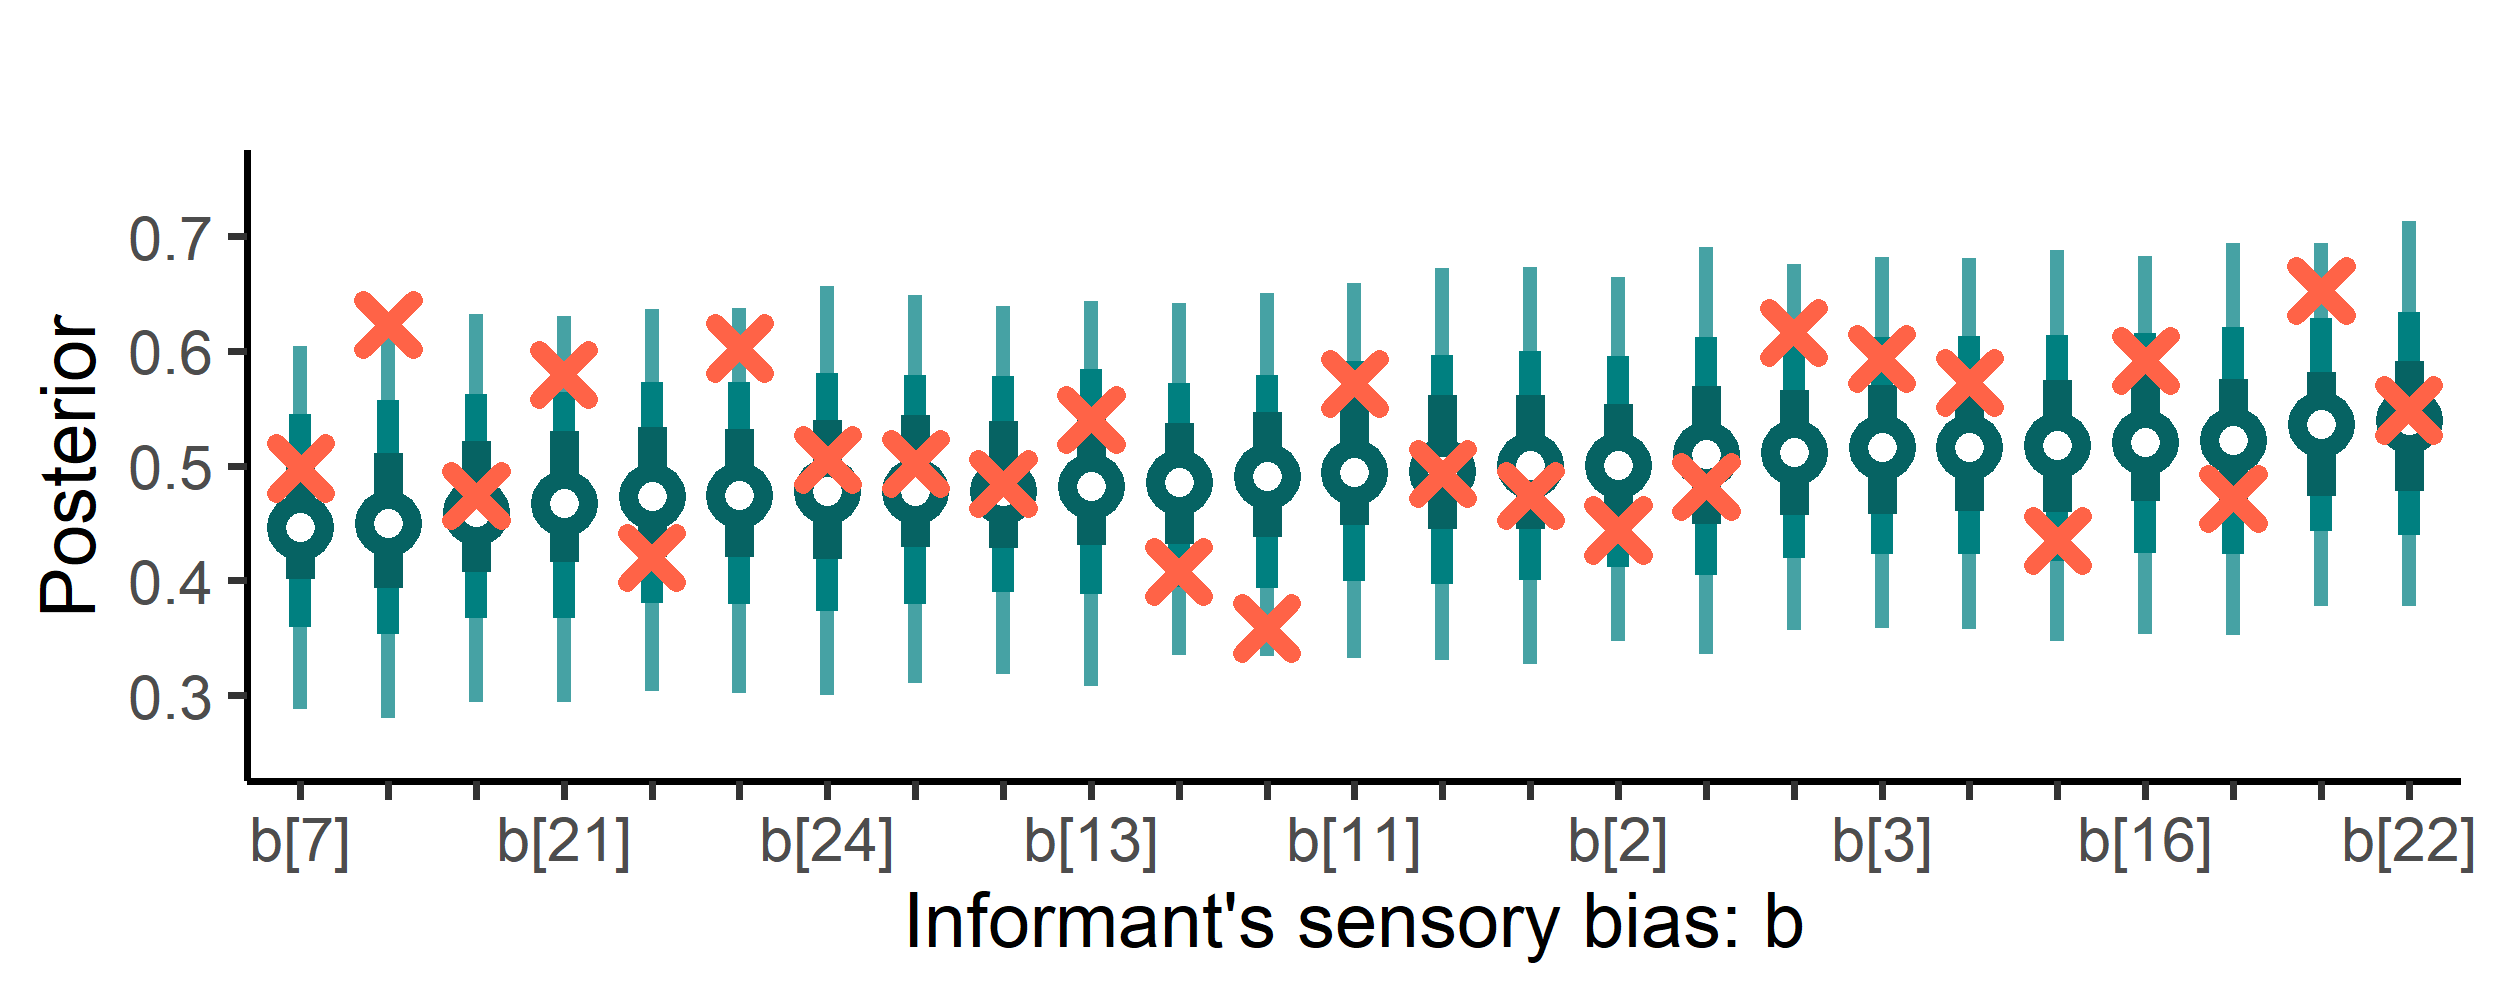 Posterior
0.7
0.6
0.5
0.4
0.3
b[7] b[21] b[24] b[13] b[11] b[2] b[3] b[16] b[22]
Informant's sensory bias: b